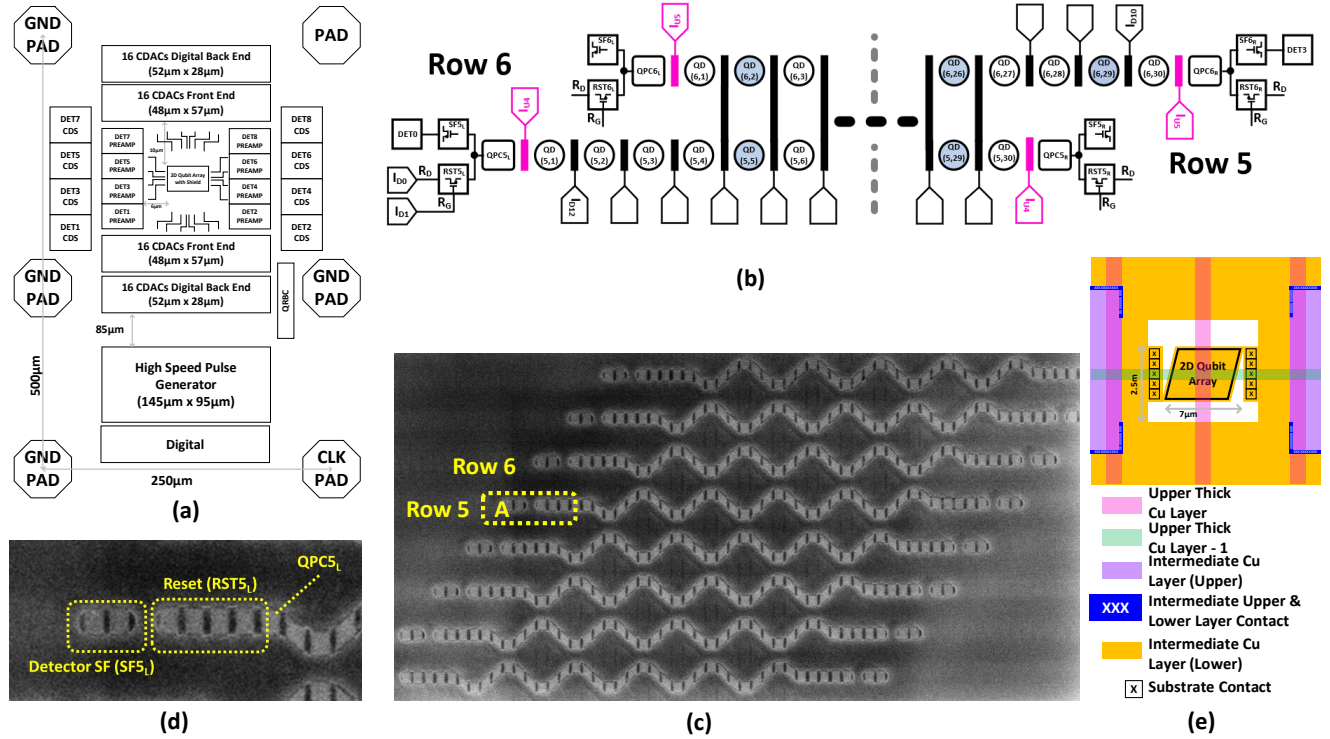 GND
PAD
PAD
16 CDACs Digital Back End
(52µm x 28µm)
16 CDACs Front End
(48µm x 57µm)
DET7
CDS
DET5
CDS
DET3
CDS
DET1
CDS
DET7
PREAMP
DET5
PREAMP
DET3
PREAMP
DET1
PREAMP
10µm
2D Qubit Array
with Shield
6µm
DET8
PREAMP
DET6
PREAMP
DET4
PREAMP
DET2
PREAMP
DET8
CDS
DET6
CDS
DET4
CDS
DET2
CDS
16 CDACs Front End
(48µm x 57µm)
16 CDACs Digital Back End
(52µm x 28µm)
GND
PAD
GND
PAD
QRBC
85µm
High Speed Pulse
Generator
(145µm x 95µm)
500µm
Digital
GND
PAD
CLK
PAD
250µm
(a)
Row 6
SF6L
QPC6L
RST6L
RD
RG
IU5
QD
(6,1)
QD
(6,2)
QD
(6,3)
QD
(6,26)
QD
(6,27)
QD
(6,28)
QD
(6,29)
QD
(6,30)
ID10
QPC6R
SF6R
DET3
RST6R
RD
RG
IU5
Row 5
DET0
SF5L
QPC5L
RST5L
RD
RG
ID0
ID1
IU4
QD
(5,1)
QD
(5,2)
QD
(5,3)
QD
(5,4)
QD
(5,5)
QD
(5,6)
ID12
QD
(5,29)
QD
(5,30)
IU4
QPC5R
SF5R
RST5R
RD
RG
(b)
Row 6
Row 5
A
(c)
QPC5L
Reset (RST5L)
Detector SF (SF5L)
(d)
XXXXXXXXXX
X
X
X
X
X
2D Qubit
Array
X
X
X
X
X
2.5m
7µm
Upper Thick
Cu Layer
Upper Thick
Cu Layer - 1
Intermediate Cu
Layer (Upper)
XXX
Intermediate Upper &
Lower Layer Contact
Intermediate Cu
Layer (Lower)
X
Substrate Contact
(e)